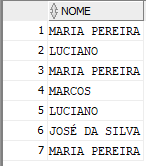 NOME
1 MARIA PEREIRA
2 LUCIANO
3 MARIA PEREIRA
4 MARCOS
5 LUCIANO
6 JOSÉ DA SILVA
7 MARIA PEREIRA